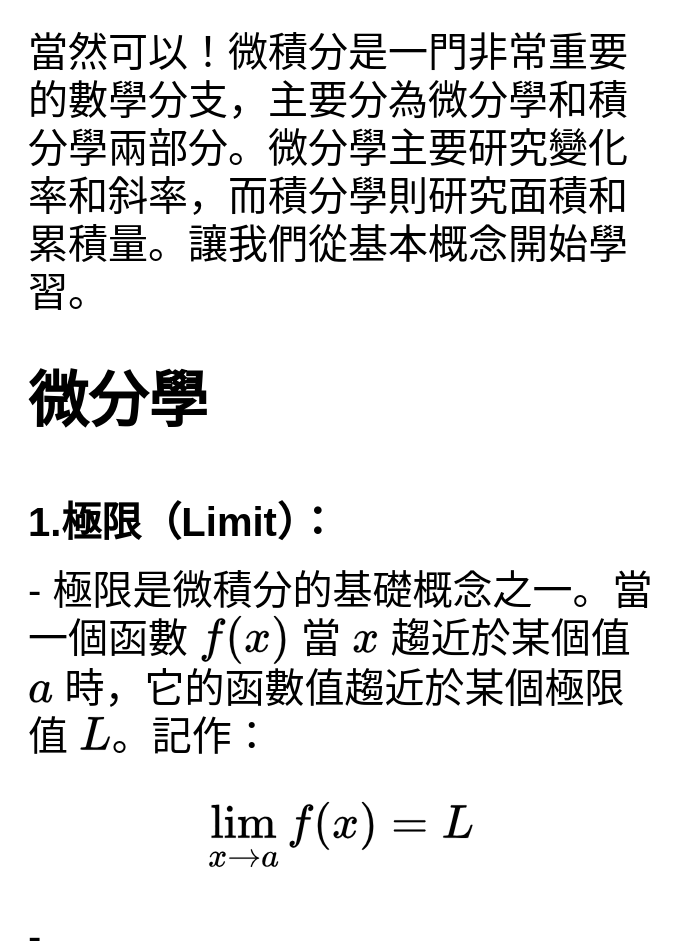 當然可以！微積分是一門非常重要
的數學分支，主要分為微分學和積
分學兩部分。微分學主要研究變化
率和斜率，而積分學則研究面積和
累積量。讓我們從基本概念開始學
習。
微分學
1.極限（Limit）：
- 極限是微積分的基礎概念之一。當
一個函數 f(x) 當 x 趨近於某個值
a 時，它的函數值趨近於某個極限
值 L。記作：
lim f(x) = L
x→a
-